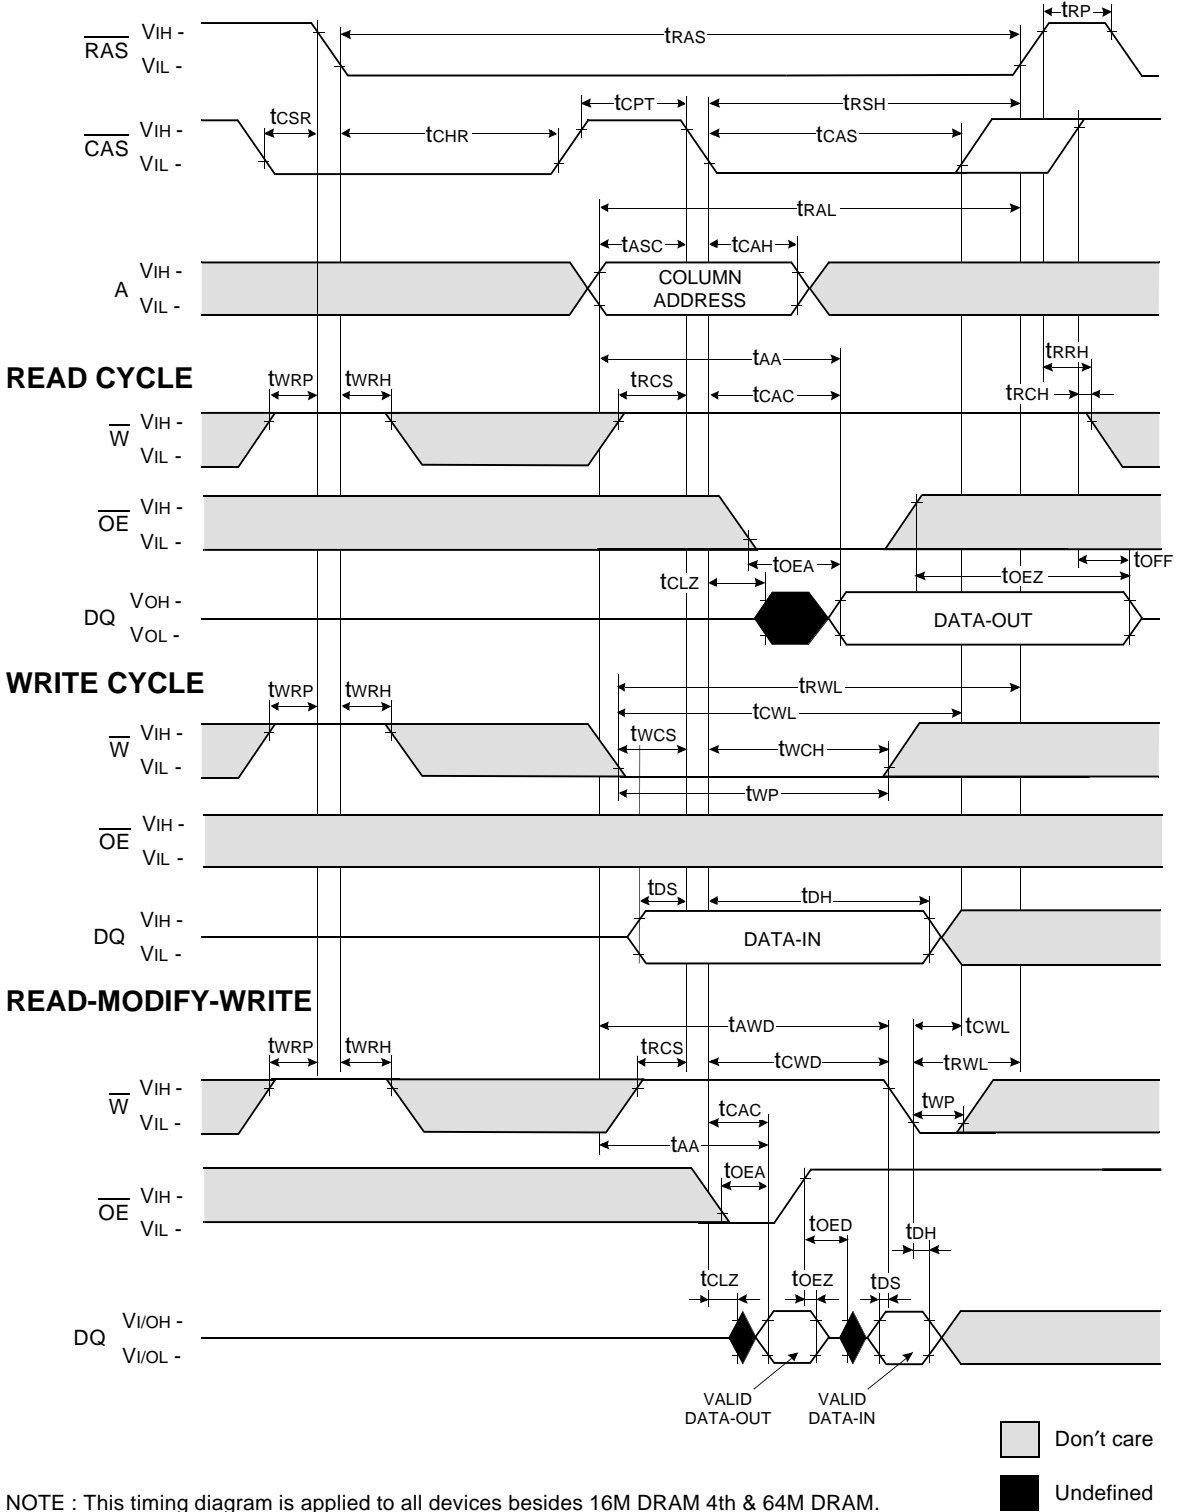 tRP
RAS
VIH -
VIL -
tRAS
CAS
VIH -
VIL -
tCSR
tCHR
tCPT
tRSH
tCAS
tRAL
A
VIH -
VIL -
tASC
tCAH
COLUMN
ADDRESS
READ CYCLE
tWRP
tWRH
tRCS
tAA
tCAC
tRRH
tRCH
W
VIH -
VIL -
OE
VIH -
VIL -
tOEA
tOFF
tCLZ
tOEZ
DQ
VOH -
VOL -
DATA-OUT
WRITE CYCLE
tWRP
tWRH
tRWL
tCWL
W
VIH -
VIL -
tWCS
tWCH
tWP
OE
VIH -
VIL -
tDS
tDH
DQ
VIH -
VIL -
DATA-IN
READ-MODIFY-WRITE
tAWD
tCWL
tWRP
tWRH
tRCS
tCWD
tRWL
W
VIH -
VIL -
tCAC
tWP
tAA
OE
VIH -
VIL -
tOEA
tOED
tDH
tCLZ
tOEZ
tDS
DQ
VI/OH -
VI/OL -
VALID
DATA-OUT
VALID
DATA-IN
Don′t care
Undefined
NOTE : This timing diagram is applied to all devices besides 16M DRAM 4th & 64M DRAM.